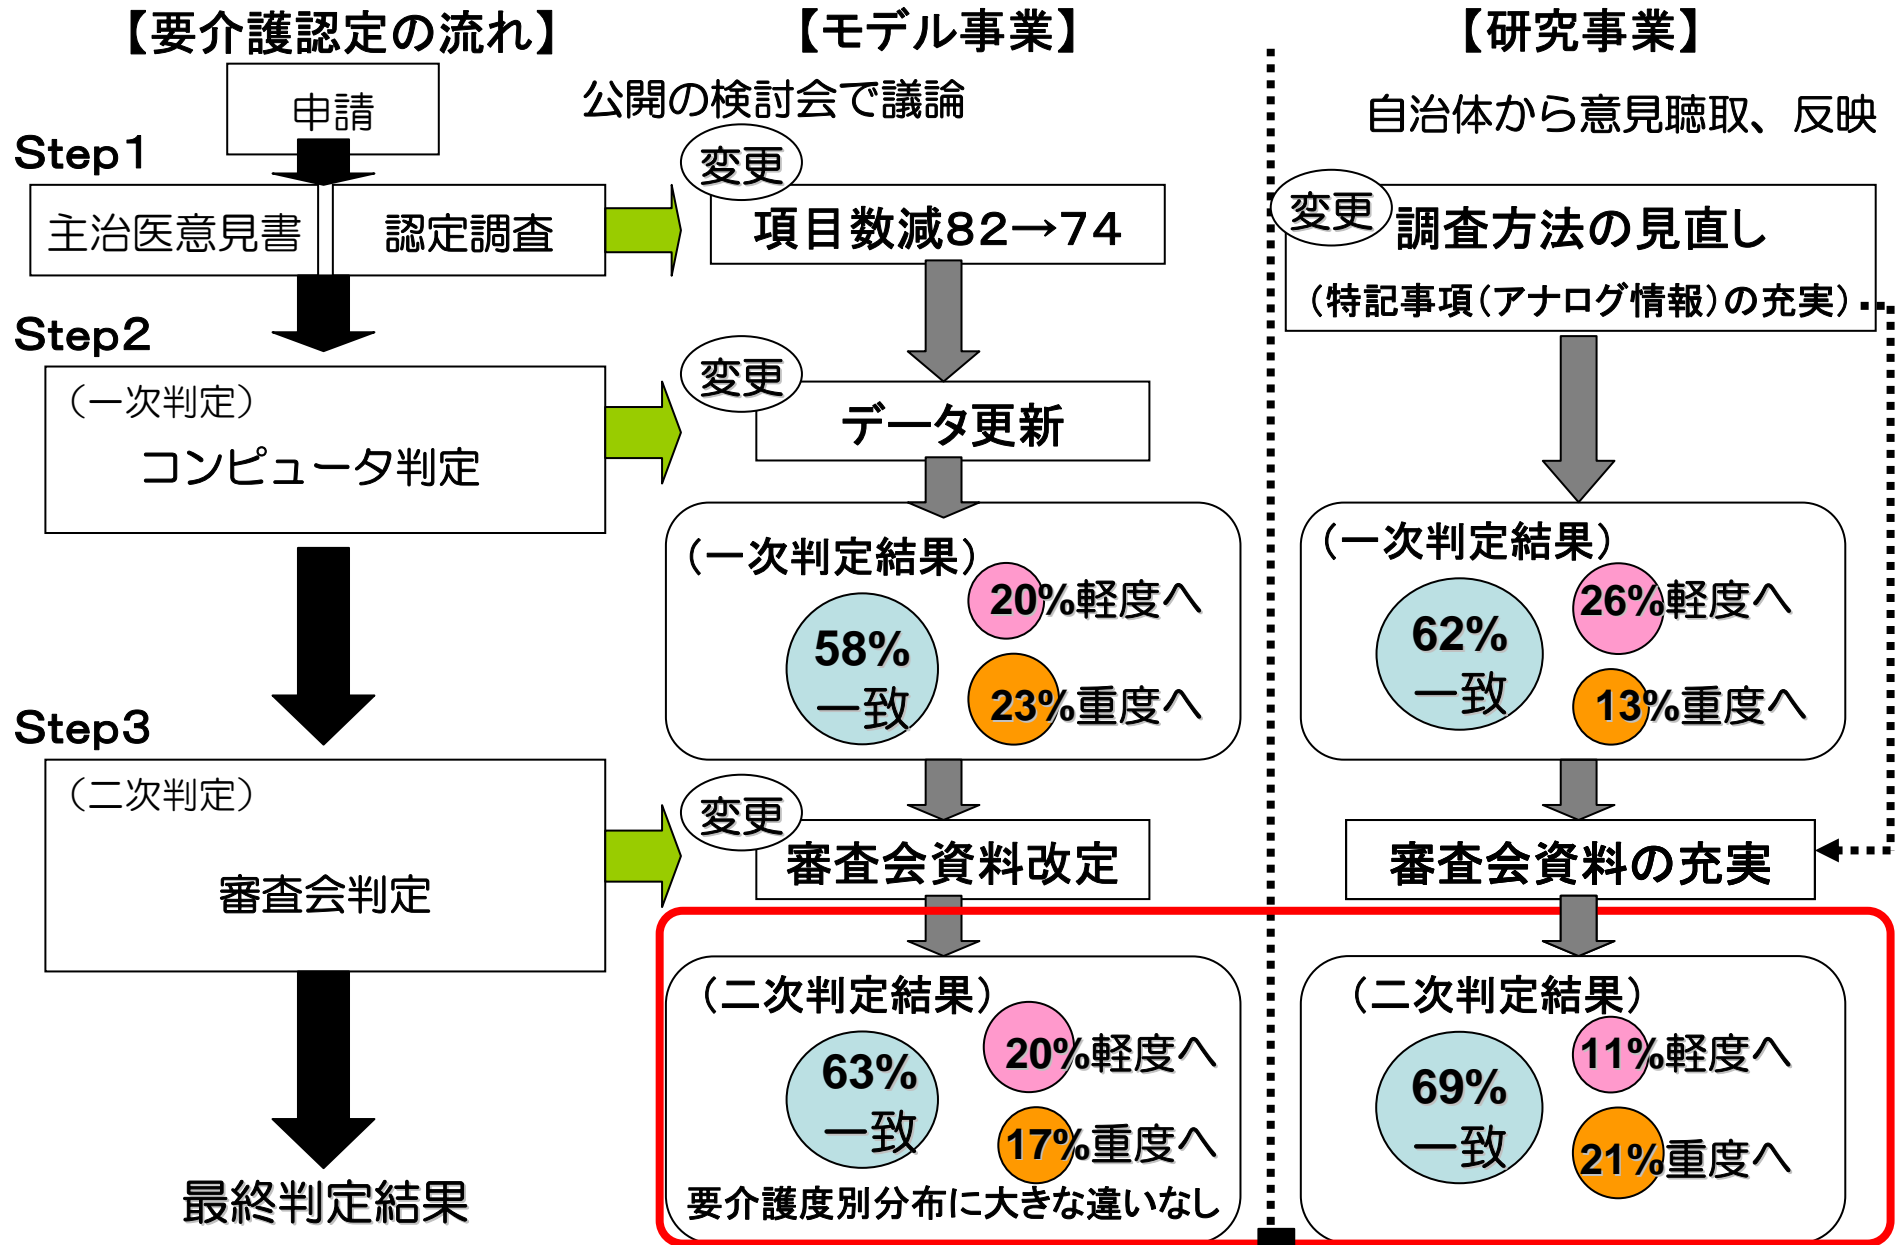 【要介護認定の流れ】
申請
Step1
主治医意見書
認定調査
Step2
（一次判定）
コンピュータ判定
Step3
（二次判定）
審査会判定
最終判定結果
【モデル事業】
公開の検討会で議論
変更
項目数減82→74
変更
データ更新
（一次判定結果）
58%
一致
20%軽度へ
23%重度へ
変更
審査会資料改定
（二次判定結果）
63%
一致
20%軽度へ
17%重度へ
要介護度別分布に大きな違いなし
【研究事業】
自治体から意見聴取、反映
変更
調査方法の見直し
（特記事項（アナログ情報）の充実）
（一次判定結果）
62%
一致
26%軽度へ
13%重度へ
審査会資料の充実
（二次判定結果）
69%
一致
11%軽度へ
21%重度へ